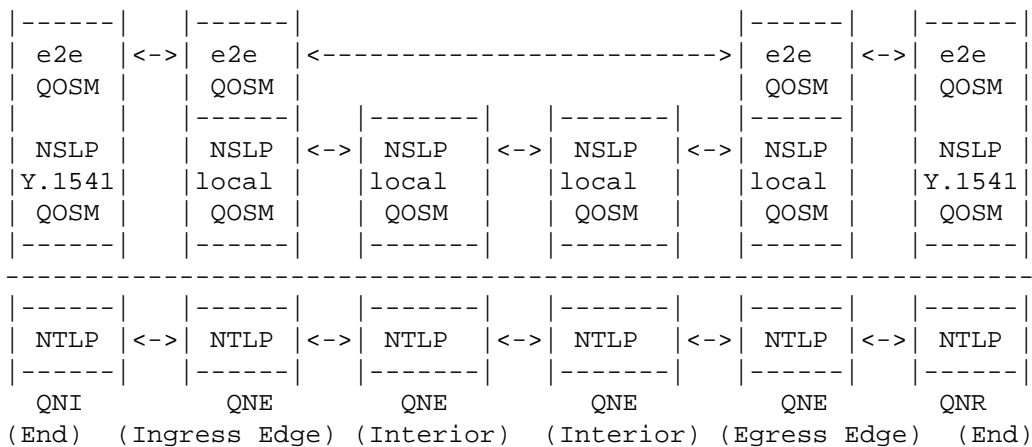 |------|   |------|                           |------|   |------|
| e2e  |<->| e2e  |<------------------------->| e2e  |<->| e2e  |
| QOSM |   | QOSM |                           | QOSM |   | QOSM |
|      |   |------|   |-------|   |-------|   |------|   |      |
| NSLP |   | NSLP |<->| NSLP  |<->| NSLP  |<->| NSLP |   | NSLP |
|Y.1541|   |local |   |local  |   |local  |   |local |   |Y.1541|
| QOSM |   | QOSM |   | QOSM  |   | QOSM  |   | QOSM |   | QOSM |
|------|   |------|   |-------|   |-------|   |------|   |------|
-----------------------------------------------------------------
|------|   |------|   |-------|   |-------|   |------|   |------|
| NTLP |<->| NTLP |<->| NTLP  |<->| NTLP  |<->| NTLP |<->| NTLP |
|------|   |------|   |-------|   |-------|   |------|   |------|
  QNI         QNE        QNE         QNE         QNE       QNR
(End)  (Ingress Edge) (Interior)  (Interior) (Egress Edge)  (End)